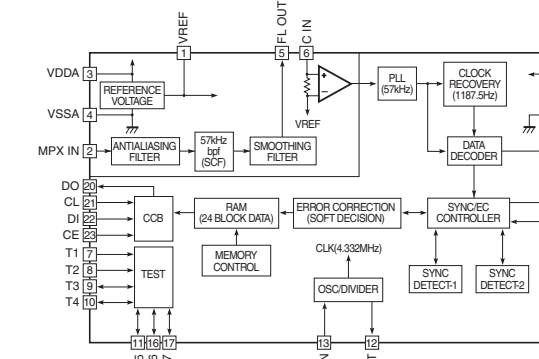 VREF
FL OUT
C IN
1
5
6
VDDA 3
REFERENCE
VOLTAGE
VSSA 4
+
–
VREF
PLL
(57kHz)
CLOCK
RECOVERY
(1187.5Hz)
MPX IN 2
ANTIALIASING
FILTER
57kHz
bpf
(SCF)
SMOOTHING
FILTER
DATA
DECODER
DO 20
CL 21
DI 22
CE 23
CCB
RAM
(24 BLOCK DATA)
ERROR CORRECTION
(SOFT DECISION)
SYNC/EC
CONTROLLER
MEMORY
CONTROL
CLK(4.332MHz)
T1 7
T2 8
T3 9
T4 10
TEST
OSC/DIVIDER
SYNC
DETECT-1
SYNC
DETECT-2
11 16 17
13
12